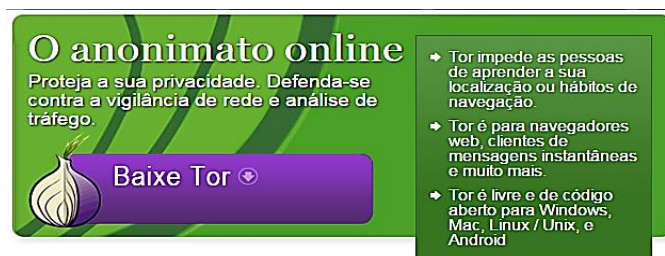 O anonimato online
Proteja a sua privacidade. Defenda-se
contra a vigilância de rede e análise de
tráfego.
Baixe Tor
Tor impede as pessoas
de aprender a sua
localização ou hábitos de
navegação.
Tor é para navegadores
web, clientes de
mensagens instantâneas
e muito mais.
Tor é livre e de código
aberto para Windows,
Mac, Linux / Unix, e
Android